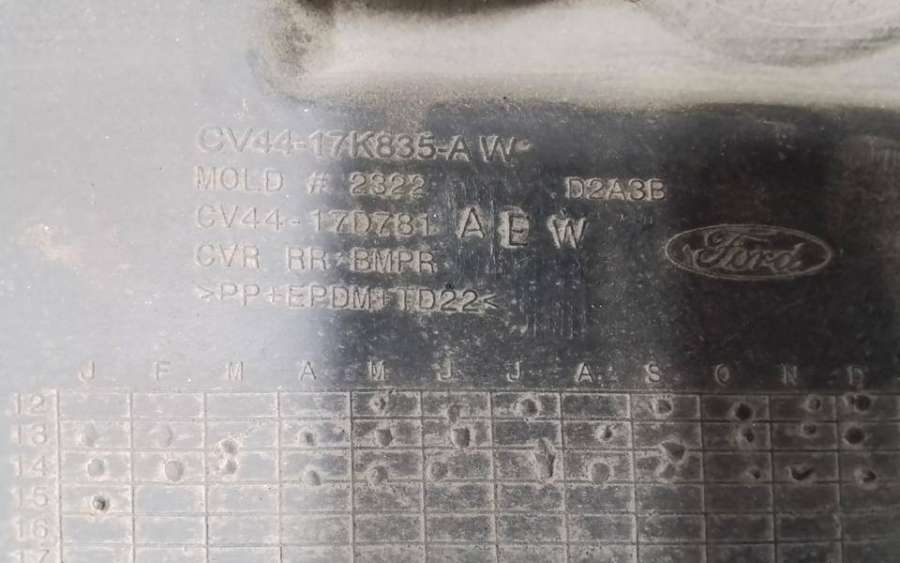 CV44-17K835-A W
MOLD # 2322 D2A3B
CV44-17D781 A E W
CVR RR BMPR
Ford
>PP+EPDM+TD22<
J F M A M J J A S O N D
12
13
14
15
16
17